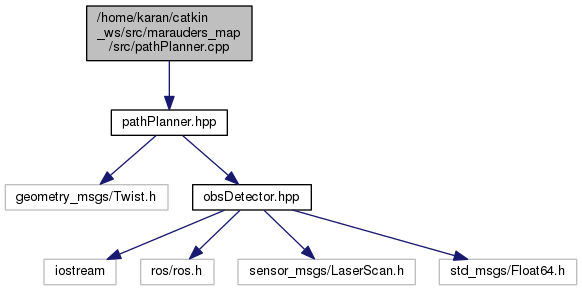 /home/karan/catkin
_ws/src/marauders_map
/src/pathPlanner.cpp
pathPlanner.hpp
geometry_msgs/Twist.h
obsDetector.hpp
iostream
ros/ros.h
sensor_msgs/LaserScan.h
std_msgs/Float64.h